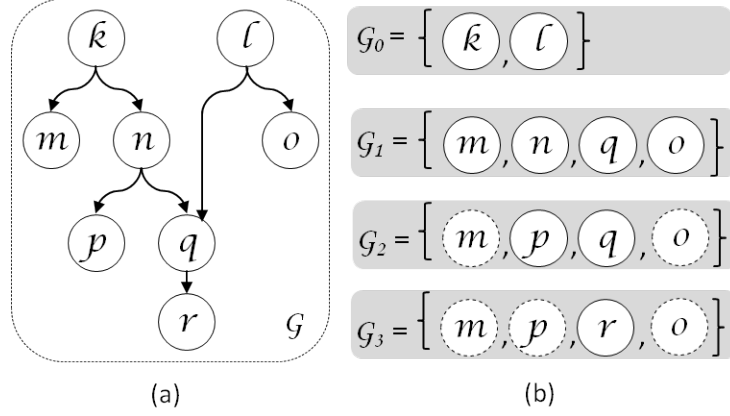 k l
m n o
p q
r G
(a)
G0 = { k , l }
G1 = { m , n , q , o }
G2 = { m , p , q , o }
G3 = { m , p , r , o }
(b)